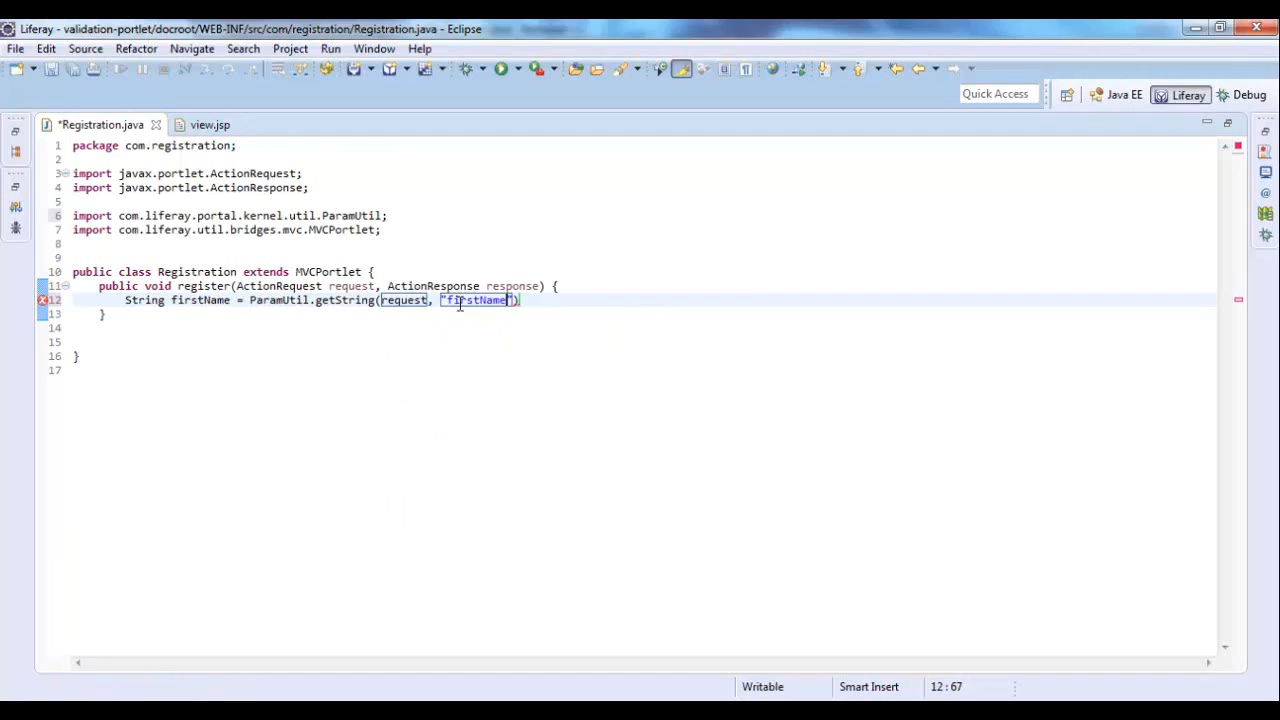 Liferay - validation-portlet/docroot/WEB-INF/src/com/registration/Registration.java - Eclipse
File Edit Source Refactor Navigate Search Project Run Tomcat Window Help
Quick Access Java EE Liferay Debug
*Registration.java view.jsp
1 package com.registration;
2
3 import javax.portlet.ActionRequest;
4 import javax.portlet.ActionResponse;
5
6 import com.liferay.portal.kernel.util.ParamUtil;
7 import com.liferay.util.bridges.mvc.MVCPortlet;
8
9
10 public class Registration extends MVCPortlet {
11 public void register(ActionRequest request, ActionResponse response) {
12 String firstName = ParamUtil.getString(request, "firstName")
13 }
14
15
16 }
17
Writable Smart Insert 12:67